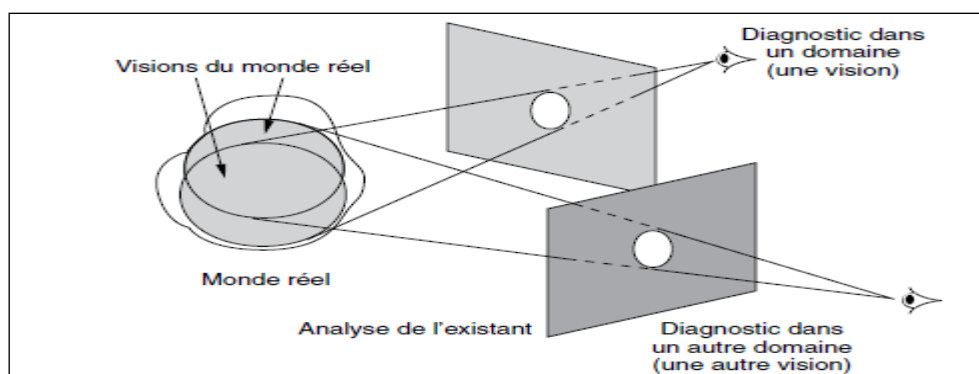 Diagnostic dans
un domaine
(une vision)
Visions du monde réel
Monde réel
Analyse de l'existant
Diagnostic dans
un autre domaine
(une autre vision)